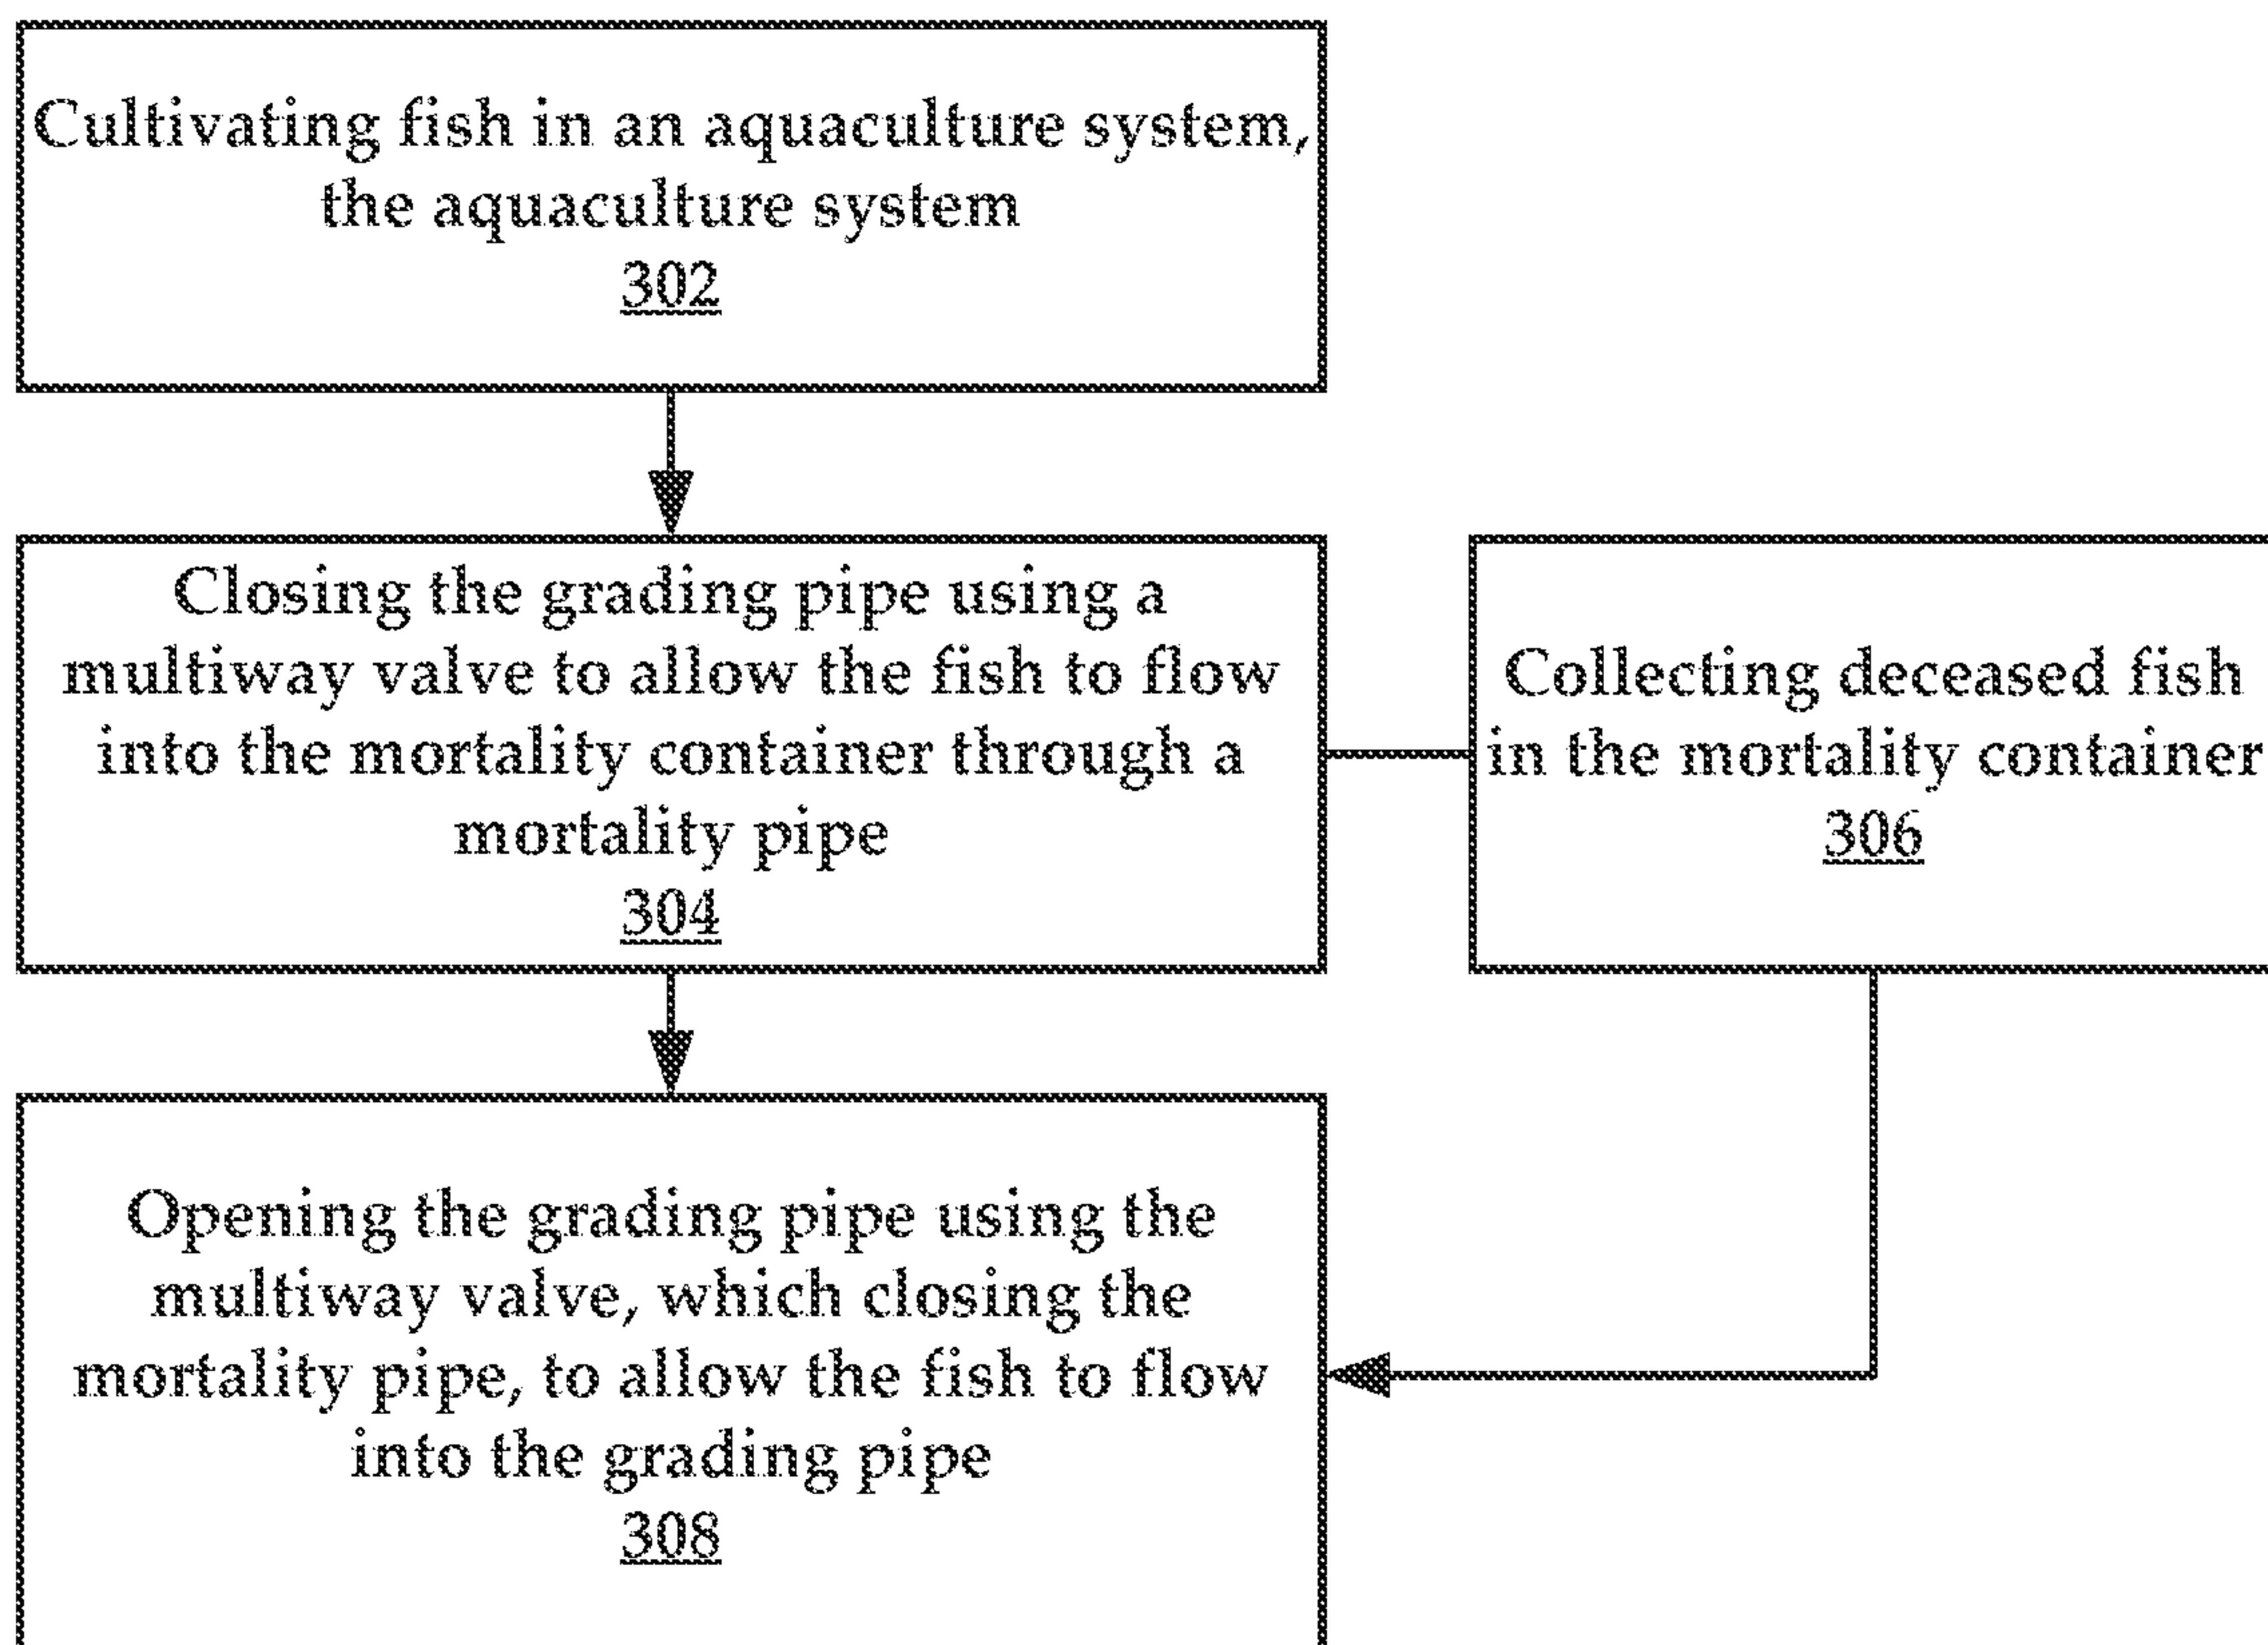 Cultivating fish in an aquaculture system,
the aquaculture system
302
Closing the grading pipe using a
multiway valve to allow the fish to flow
into the mortality container through a
mortality pipe
304
Collecting deceased fish
in the mortality container
306
Opening the grading pipe using the
multiway valve, which closing the
mortality pipe, to allow the fish to flow
into the grading pipe
308